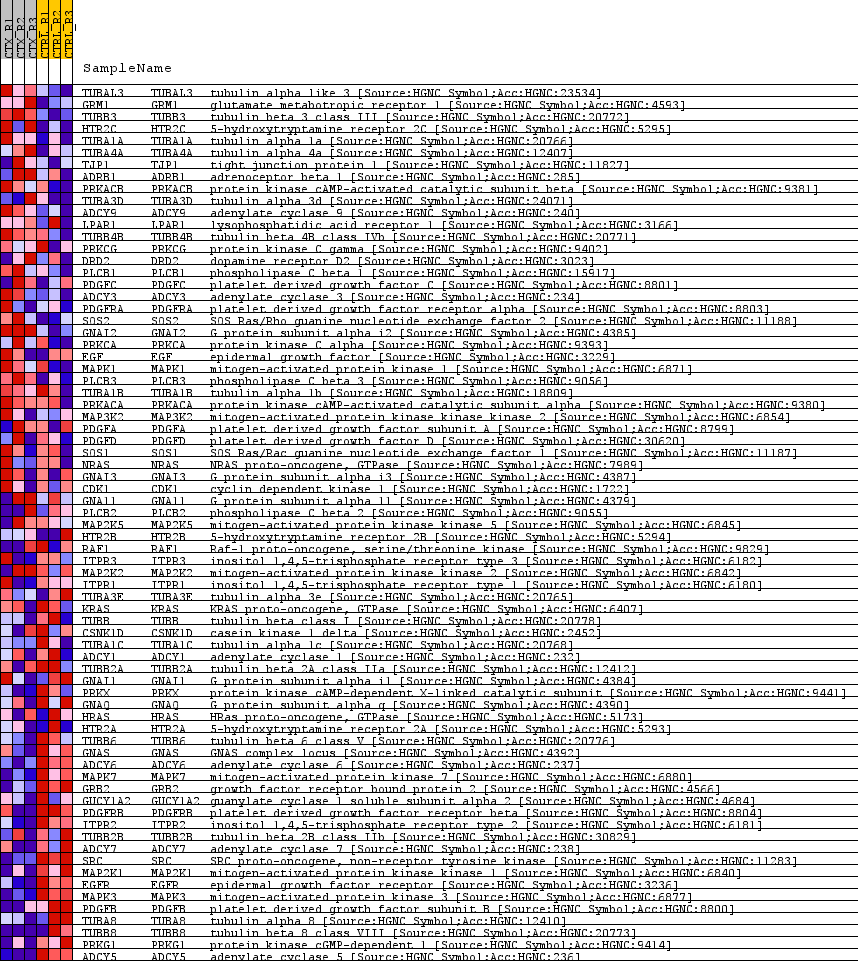 CTX_R1 CTX_R2 CTX_R3 CTRL_R1 CTRL_R2 CTRL_R3
SampleName
TUBAL3 TUBAL3 tubulin alpha like 3 [Source:HGNC Symbol;Acc:HGNC:23534]
GRM1 GRM1 glutamate metabotropic receptor 1 [Source:HGNC Symbol;Acc:HGNC:4593]
TUBB3 TUBB3 tubulin beta 3 class III [Source:HGNC Symbol;Acc:HGNC:20772]
HTR2C HTR2C 5-hydroxytryptamine receptor 2C [Source:HGNC Symbol;Acc:HGNC:5295]
TUBA1A TUBA1A tubulin alpha 1a [Source:HGNC Symbol;Acc:HGNC:20766]
TUBA4A TUBA4A tubulin alpha 4a [Source:HGNC Symbol;Acc:HGNC:12407]
TJP1 TJP1 tight junction protein 1 [Source:HGNC Symbol;Acc:HGNC:11827]
ADRB1 ADRB1 adrenoceptor beta 1 [Source:HGNC Symbol;Acc:HGNC:285]
PRKACB PRKACB protein kinase cAMP-activated catalytic subunit beta [Source:HGNC Symbol;Acc:HGNC:9381]
TUBA3D TUBA3D tubulin alpha 3d [Source:HGNC Symbol;Acc:HGNC:24071]
ADCY9 ADCY9 adenylate cyclase 9 [Source:HGNC Symbol;Acc:HGNC:240]
LPAR1 LPAR1 lysophosphatidic acid receptor 1 [Source:HGNC Symbol;Acc:HGNC:3166]
TUBB4B TUBB4B tubulin beta 4B class IVb [Source:HGNC Symbol;Acc:HGNC:20771]
PRKCG PRKCG protein kinase C gamma [Source:HGNC Symbol;Acc:HGNC:9402]
DRD2 DRD2 dopamine receptor D2 [Source:HGNC Symbol;Acc:HGNC:3023]
PLCB1 PLCB1 phospholipase C beta 1 [Source:HGNC Symbol;Acc:HGNC:15917]
PDGFC PDGFC platelet derived growth factor C [Source:HGNC Symbol;Acc:HGNC:8801]
ADCY3 ADCY3 adenylate cyclase 3 [Source:HGNC Symbol;Acc:HGNC:234]
PDGFRA PDGFRA platelet derived growth factor receptor alpha [Source:HGNC Symbol;Acc:HGNC:8803]
SOS2 SOS2 SOS Ras/Rho guanine nucleotide exchange factor 2 [Source:HGNC Symbol;Acc:HGNC:11188]
GNAI2 GNAI2 G protein subunit alpha i2 [Source:HGNC Symbol;Acc:HGNC:4385]
PRKCA PRKCA protein kinase C alpha [Source:HGNC Symbol;Acc:HGNC:9393]
EGF EGF epidermal growth factor [Source:HGNC Symbol;Acc:HGNC:3229]
MAPK1 MAPK1 mitogen-activated protein kinase 1 [Source:HGNC Symbol;Acc:HGNC:6871]
PLCB3 PLCB3 phospholipase C beta 3 [Source:HGNC Symbol;Acc:HGNC:9056]
TUBA1B TUBA1B tubulin alpha 1b [Source:HGNC Symbol;Acc:HGNC:18809]
PRKACA PRKACA protein kinase cAMP-activated catalytic subunit alpha [Source:HGNC Symbol;Acc:HGNC:9380]
MAP3K2 MAP3K2 mitogen-activated protein kinase kinase kinase 2 [Source:HGNC Symbol;Acc:HGNC:6854]
PDGFA PDGFA platelet derived growth factor subunit A [Source:HGNC Symbol;Acc:HGNC:8799]
PDGFD PDGFD platelet derived growth factor D [Source:HGNC Symbol;Acc:HGNC:30620]
SOS1 SOS1 SOS Ras/Rac guanine nucleotide exchange factor 1 [Source:HGNC Symbol;Acc:HGNC:11187]
NRAS NRAS NRAS proto-oncogene, GTPase [Source:HGNC Symbol;Acc:HGNC:7989]
GNAI3 GNAI3 G protein subunit alpha i3 [Source:HGNC Symbol;Acc:HGNC:4387]
CDK1 CDK1 cyclin dependent kinase 1 [Source:HGNC Symbol;Acc:HGNC:1722]
GNA11 GNA11 G protein subunit alpha 11 [Source:HGNC Symbol;Acc:HGNC:4379]
PLCB2 PLCB2 phospholipase C beta 2 [Source:HGNC Symbol;Acc:HGNC:9055]
MAP2K5 MAP2K5 mitogen-activated protein kinase kinase 5 [Source:HGNC Symbol;Acc:HGNC:6845]
HTR2B HTR2B 5-hydroxytryptamine receptor 2B [Source:HGNC Symbol;Acc:HGNC:5294]
RAF1 RAF1 Raf-1 proto-oncogene, serine/threonine kinase [Source:HGNC Symbol;Acc:HGNC:9829]
ITPR3 ITPR3 inositol 1,4,5-trisphosphate receptor type 3 [Source:HGNC Symbol;Acc:HGNC:6182]
MAP2K2 MAP2K2 mitogen-activated protein kinase kinase 2 [Source:HGNC Symbol;Acc:HGNC:6842]
ITPR1 ITPR1 inositol 1,4,5-trisphosphate receptor type 1 [Source:HGNC Symbol;Acc:HGNC:6180]
TUBA3E TUBA3E tubulin alpha 3e [Source:HGNC Symbol;Acc:HGNC:20765]
KRAS KRAS KRAS proto-oncogene, GTPase [Source:HGNC Symbol;Acc:HGNC:6407]
TUBB TUBB tubulin beta class I [Source:HGNC Symbol;Acc:HGNC:20778]
CSNK1D CSNK1D casein kinase 1 delta [Source:HGNC Symbol;Acc:HGNC:2452]
TUBA1C TUBA1C tubulin alpha 1c [Source:HGNC Symbol;Acc:HGNC:20768]
ADCY1 ADCY1 adenylate cyclase 1 [Source:HGNC Symbol;Acc:HGNC:232]
TUBB2A TUBB2A tubulin beta 2A class IIa [Source:HGNC Symbol;Acc:HGNC:12412]
GNAI1 GNAI1 G protein subunit alpha i1 [Source:HGNC Symbol;Acc:HGNC:4384]
PRKX PRKX protein kinase cAMP-dependent X-linked catalytic subunit [Source:HGNC Symbol;Acc:HGNC:9441]
GNAQ GNAQ G protein subunit alpha q [Source:HGNC Symbol;Acc:HGNC:4390]
HRAS HRAS HRas proto-oncogene, GTPase [Source:HGNC Symbol;Acc:HGNC:5173]
HTR2A HTR2A 5-hydroxytryptamine receptor 2A [Source:HGNC Symbol;Acc:HGNC:5293]
TUBB6 TUBB6 tubulin beta 6 class V [Source:HGNC Symbol;Acc:HGNC:20776]
GNAS GNAS GNAS complex locus [Source:HGNC Symbol;Acc:HGNC:4392]
ADCY6 ADCY6 adenylate cyclase 6 [Source:HGNC Symbol;Acc:HGNC:237]
MAPK7 MAPK7 mitogen-activated protein kinase 7 [Source:HGNC Symbol;Acc:HGNC:6880]
GRB2 GRB2 growth factor receptor bound protein 2 [Source:HGNC Symbol;Acc:HGNC:4566]
GUCY1A2 GUCY1A2 guanylate cyclase 1 soluble subunit alpha 2 [Source:HGNC Symbol;Acc:HGNC:4684]
PDGFRB PDGFRB platelet derived growth factor receptor beta [Source:HGNC Symbol;Acc:HGNC:8804]
ITPR2 ITPR2 inositol 1,4,5-trisphosphate receptor type 2 [Source:HGNC Symbol;Acc:HGNC:6181]
TUBB2B TUBB2B tubulin beta 2B class IIb [Source:HGNC Symbol;Acc:HGNC:30829]
ADCY7 ADCY7 adenylate cyclase 7 [Source:HGNC Symbol;Acc:HGNC:238]
SRC SRC SRC proto-oncogene, non-receptor tyrosine kinase [Source:HGNC Symbol;Acc:HGNC:11283]
MAP2K1 MAP2K1 mitogen-activated protein kinase kinase 1 [Source:HGNC Symbol;Acc:HGNC:6840]
EGFR EGFR epidermal growth factor receptor [Source:HGNC Symbol;Acc:HGNC:3236]
MAPK3 MAPK3 mitogen-activated protein kinase 3 [Source:HGNC Symbol;Acc:HGNC:6877]
PDGFB PDGFB platelet derived growth factor subunit B [Source:HGNC Symbol;Acc:HGNC:8800]
TUBA8 TUBA8 tubulin alpha 8 [Source:HGNC Symbol;Acc:HGNC:12410]
TUBB8 TUBB8 tubulin beta 8 class VIII [Source:HGNC Symbol;Acc:HGNC:20773]
PRKG1 PRKG1 protein kinase cGMP-dependent 1 [Source:HGNC Symbol;Acc:HGNC:9414]
ADCY5 ADCY5 adenylate cyclase 5 [Source:HGNC Symbol;Acc:HGNC:236]